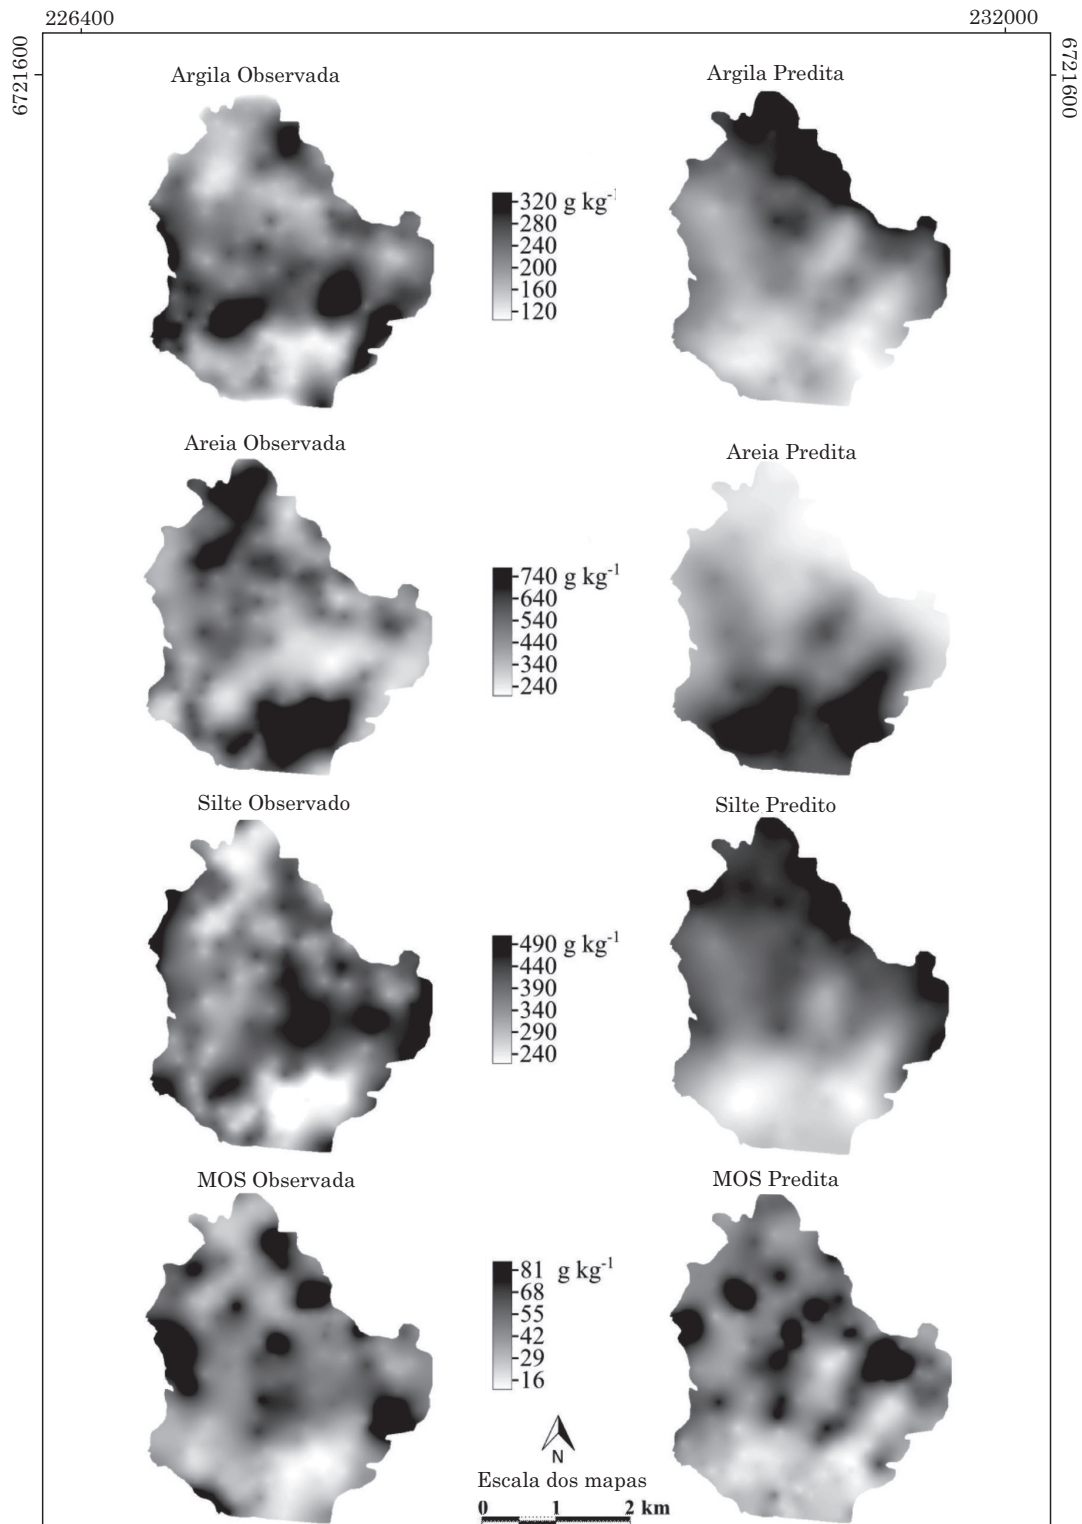 226400
232000
6721600
6721600
Argila Observada
Argila Predita
320 g kg⁻¹
280
240
200
160
120
Areia Observada
Areia Predita
740 g kg⁻¹
640
540
440
340
240
Silte Observado
Silte Predito
490 g kg⁻¹
440
390
340
290
240
MOS Observada
MOS Predita
81 g kg⁻¹
68
55
42
29
16
N
Escala dos mapas
0 1 2 km